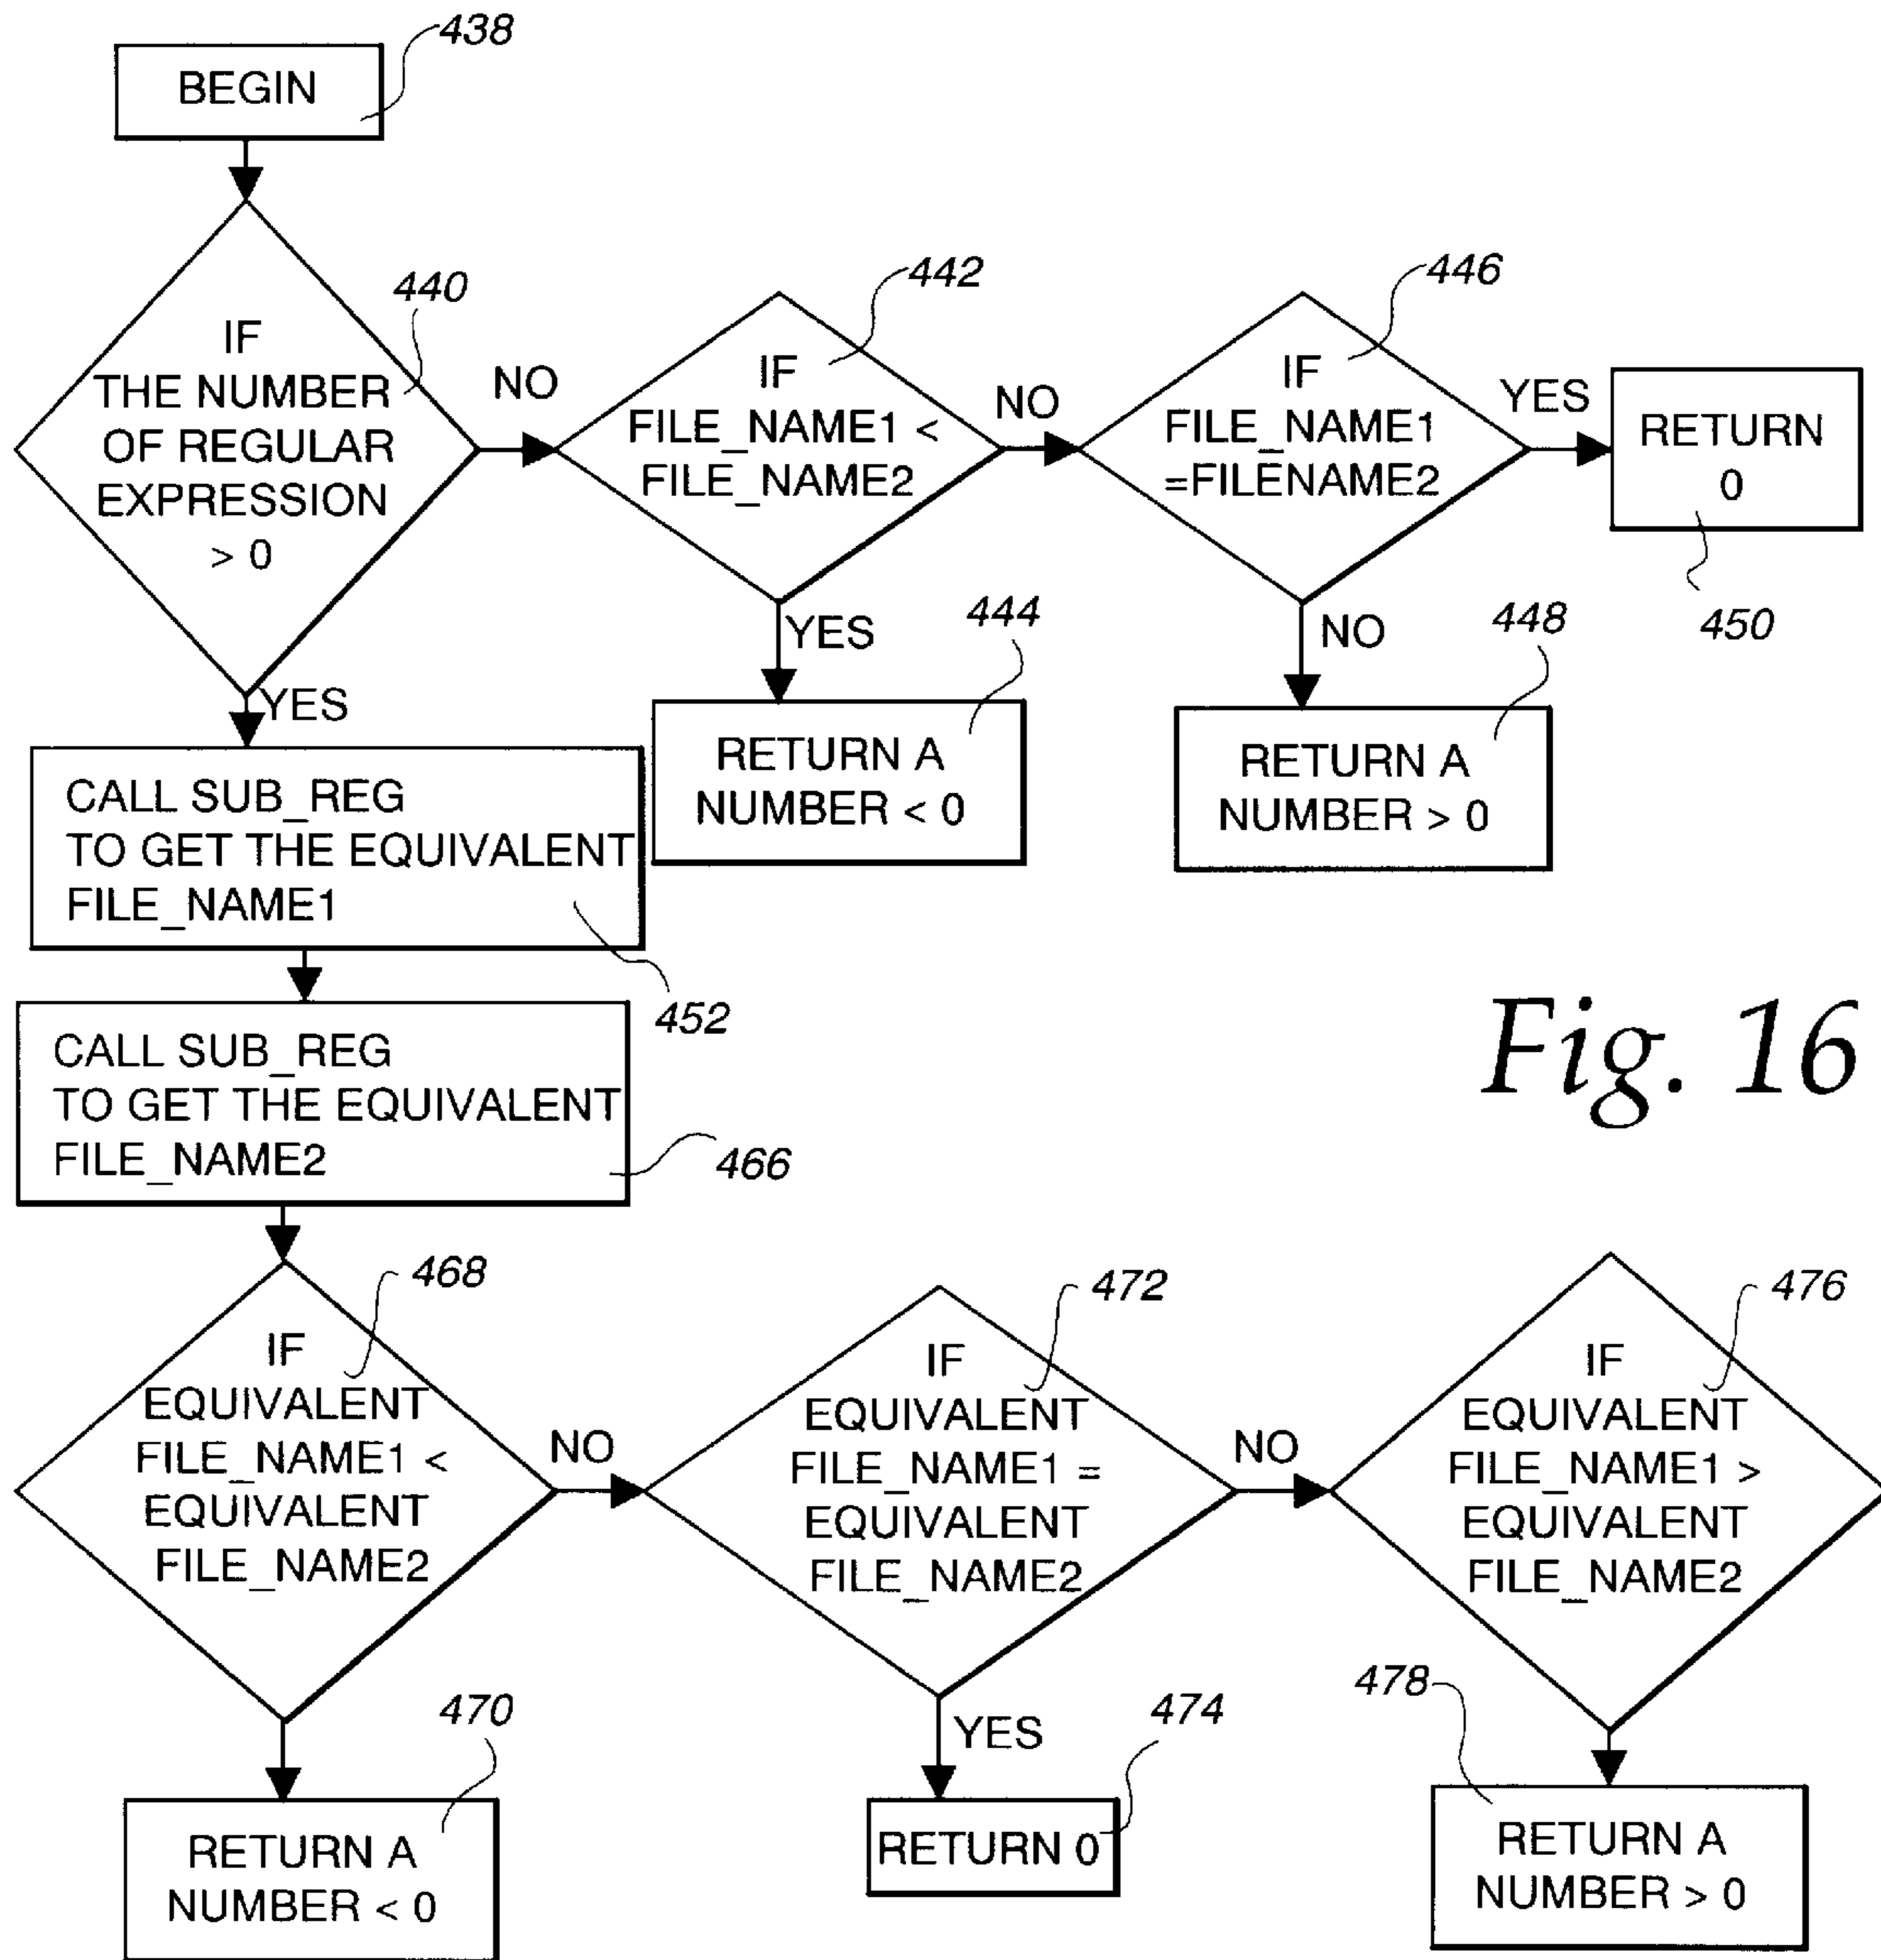 438
BEGIN
440
IF
THE NUMBER
OF REGULAR
EXPRESSION
> 0
NO
442
IF
FILE_NAME1 <
FILE_NAME2
NO
446
IF
FILE_NAME1
=FILENAME2
YES
RETURN
0
450
YES
444
RETURN A
NUMBER < 0
NO
448
RETURN A
NUMBER > 0
YES
CALL SUB_REG
TO GET THE EQUIVALENT
FILE_NAME1
452
CALL SUB_REG
TO GET THE EQUIVALENT
FILE_NAME2
466
Fig. 16
468
IF
EQUIVALENT
FILE_NAME1 <
EQUIVALENT
FILE_NAME2
NO
472
IF
EQUIVALENT
FILE_NAME1 =
EQUIVALENT
FILE_NAME2
NO
476
IF
EQUIVALENT
FILE_NAME1 >
EQUIVALENT
FILE_NAME2
470
RETURN A
NUMBER < 0
YES
474
RETURN 0
478
RETURN A
NUMBER > 0